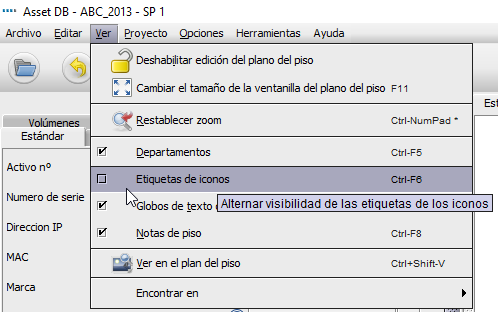 Asset DB - ABC_2013 - SP 1
Archivo Editar Ver Proyecto Opciones Herramientas Ayuda
Deshabilitar edición del plano del piso
Cambiar el tamaño de la ventanilla del plano del piso F11
Restablecer zoom Ctrl-NumPad *
Volúmenes
Estándar
Departamentos Ctrl-F5
Activo nº
Etiquetas de iconos Ctrl-F6
Numero de serie
Globos de texto
Alternar visibilidad de las etiquetas de los iconos
Direccion IP
Notas de piso Ctrl-F8
MAC
Ver en el plan del piso Ctrl+Shift-V
Marca
Encontrar en